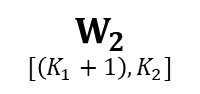 W₂
[(K₁ + 1), K₂]